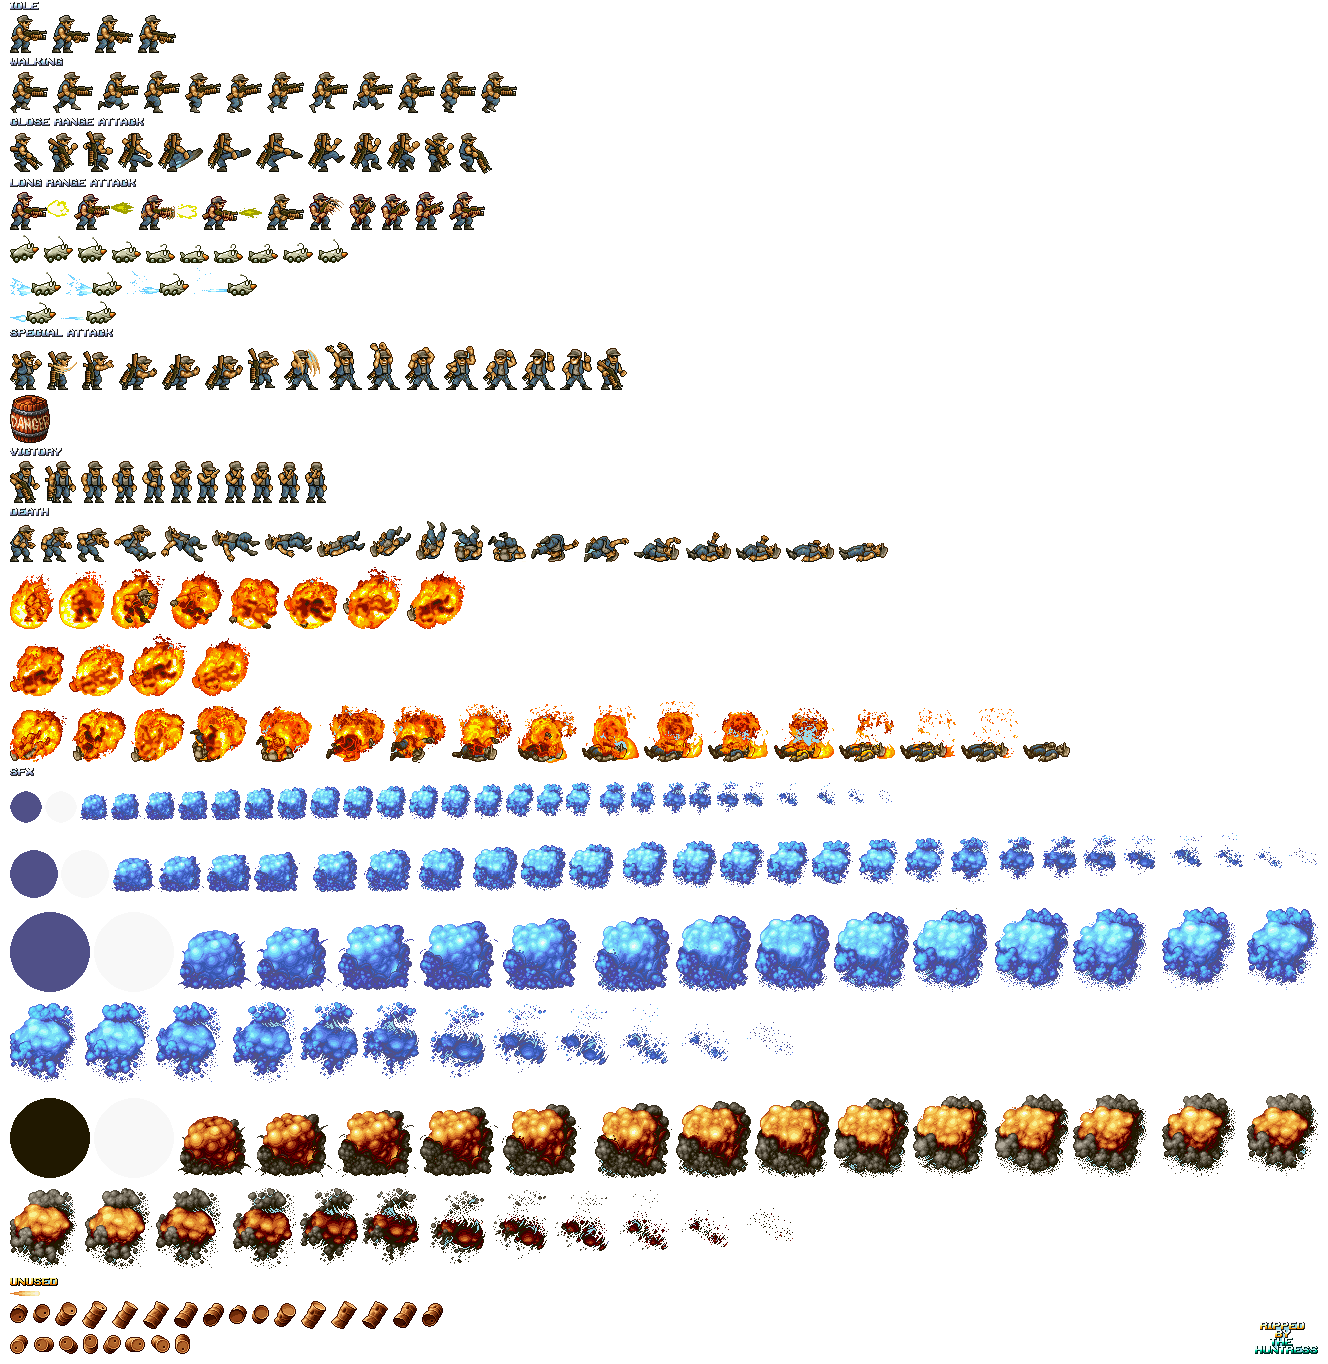 IDLE
WALKING
CLOSE RANGE ATTACK
LONG RANGE ATTACK
SPECIAL ATTACK
DANGER
VICTORY
DEATH
SFX
UNUSED
RIPPED
BY
THE
HUNTRESS